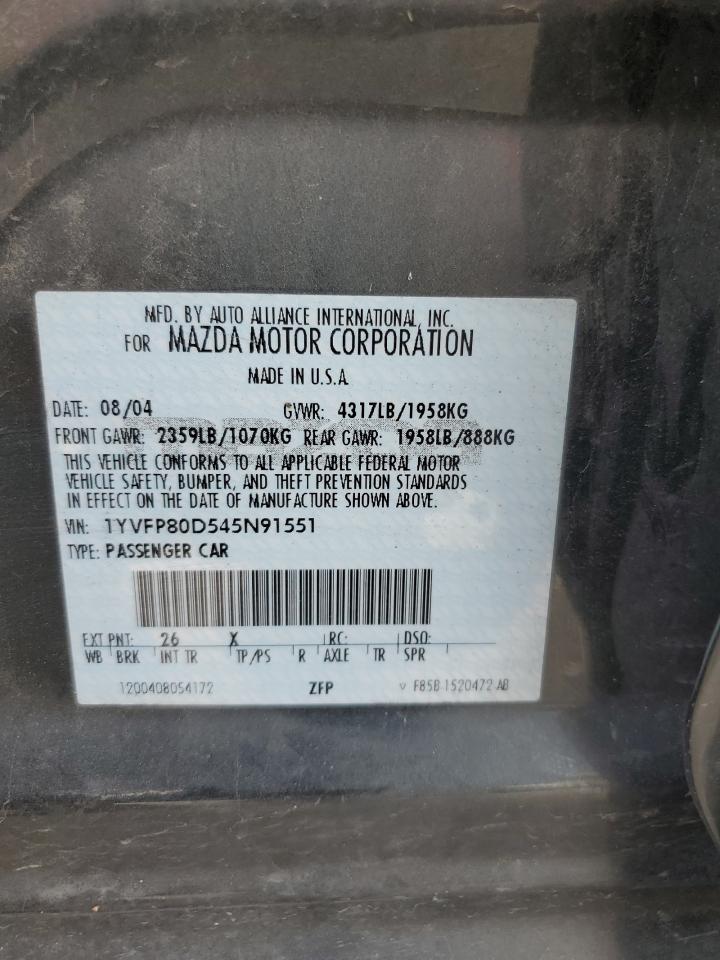 MFD. BY AUTO ALLIANCE INTERNATIONAL, INC.
FOR MAZDA MOTOR CORPORATION
MADE IN U.S.A.
DATE: 08/04 GVWR: 4317LB/1958KG
FRONT GAWR: 2359LB/1070KG REAR GAWR: 1958LB/888KG
THIS VEHICLE CONFORMS TO ALL APPLICABLE FEDERAL MOTOR
VEHICLE SAFETY, BUMPER, AND THEFT PREVENTION STANDARDS
IN EFFECT ON THE DATE OF MANUFACTURE SHOWN ABOVE.
VIN: 1YVFP80D545N91551
TYPE: PASSENGER CAR
EXT PNT: 26 X RC: DSO:
WB BRK INT TR TP/PS R AXLE TR SPR
1200408054172 ZFP v F85B 1520472 AB